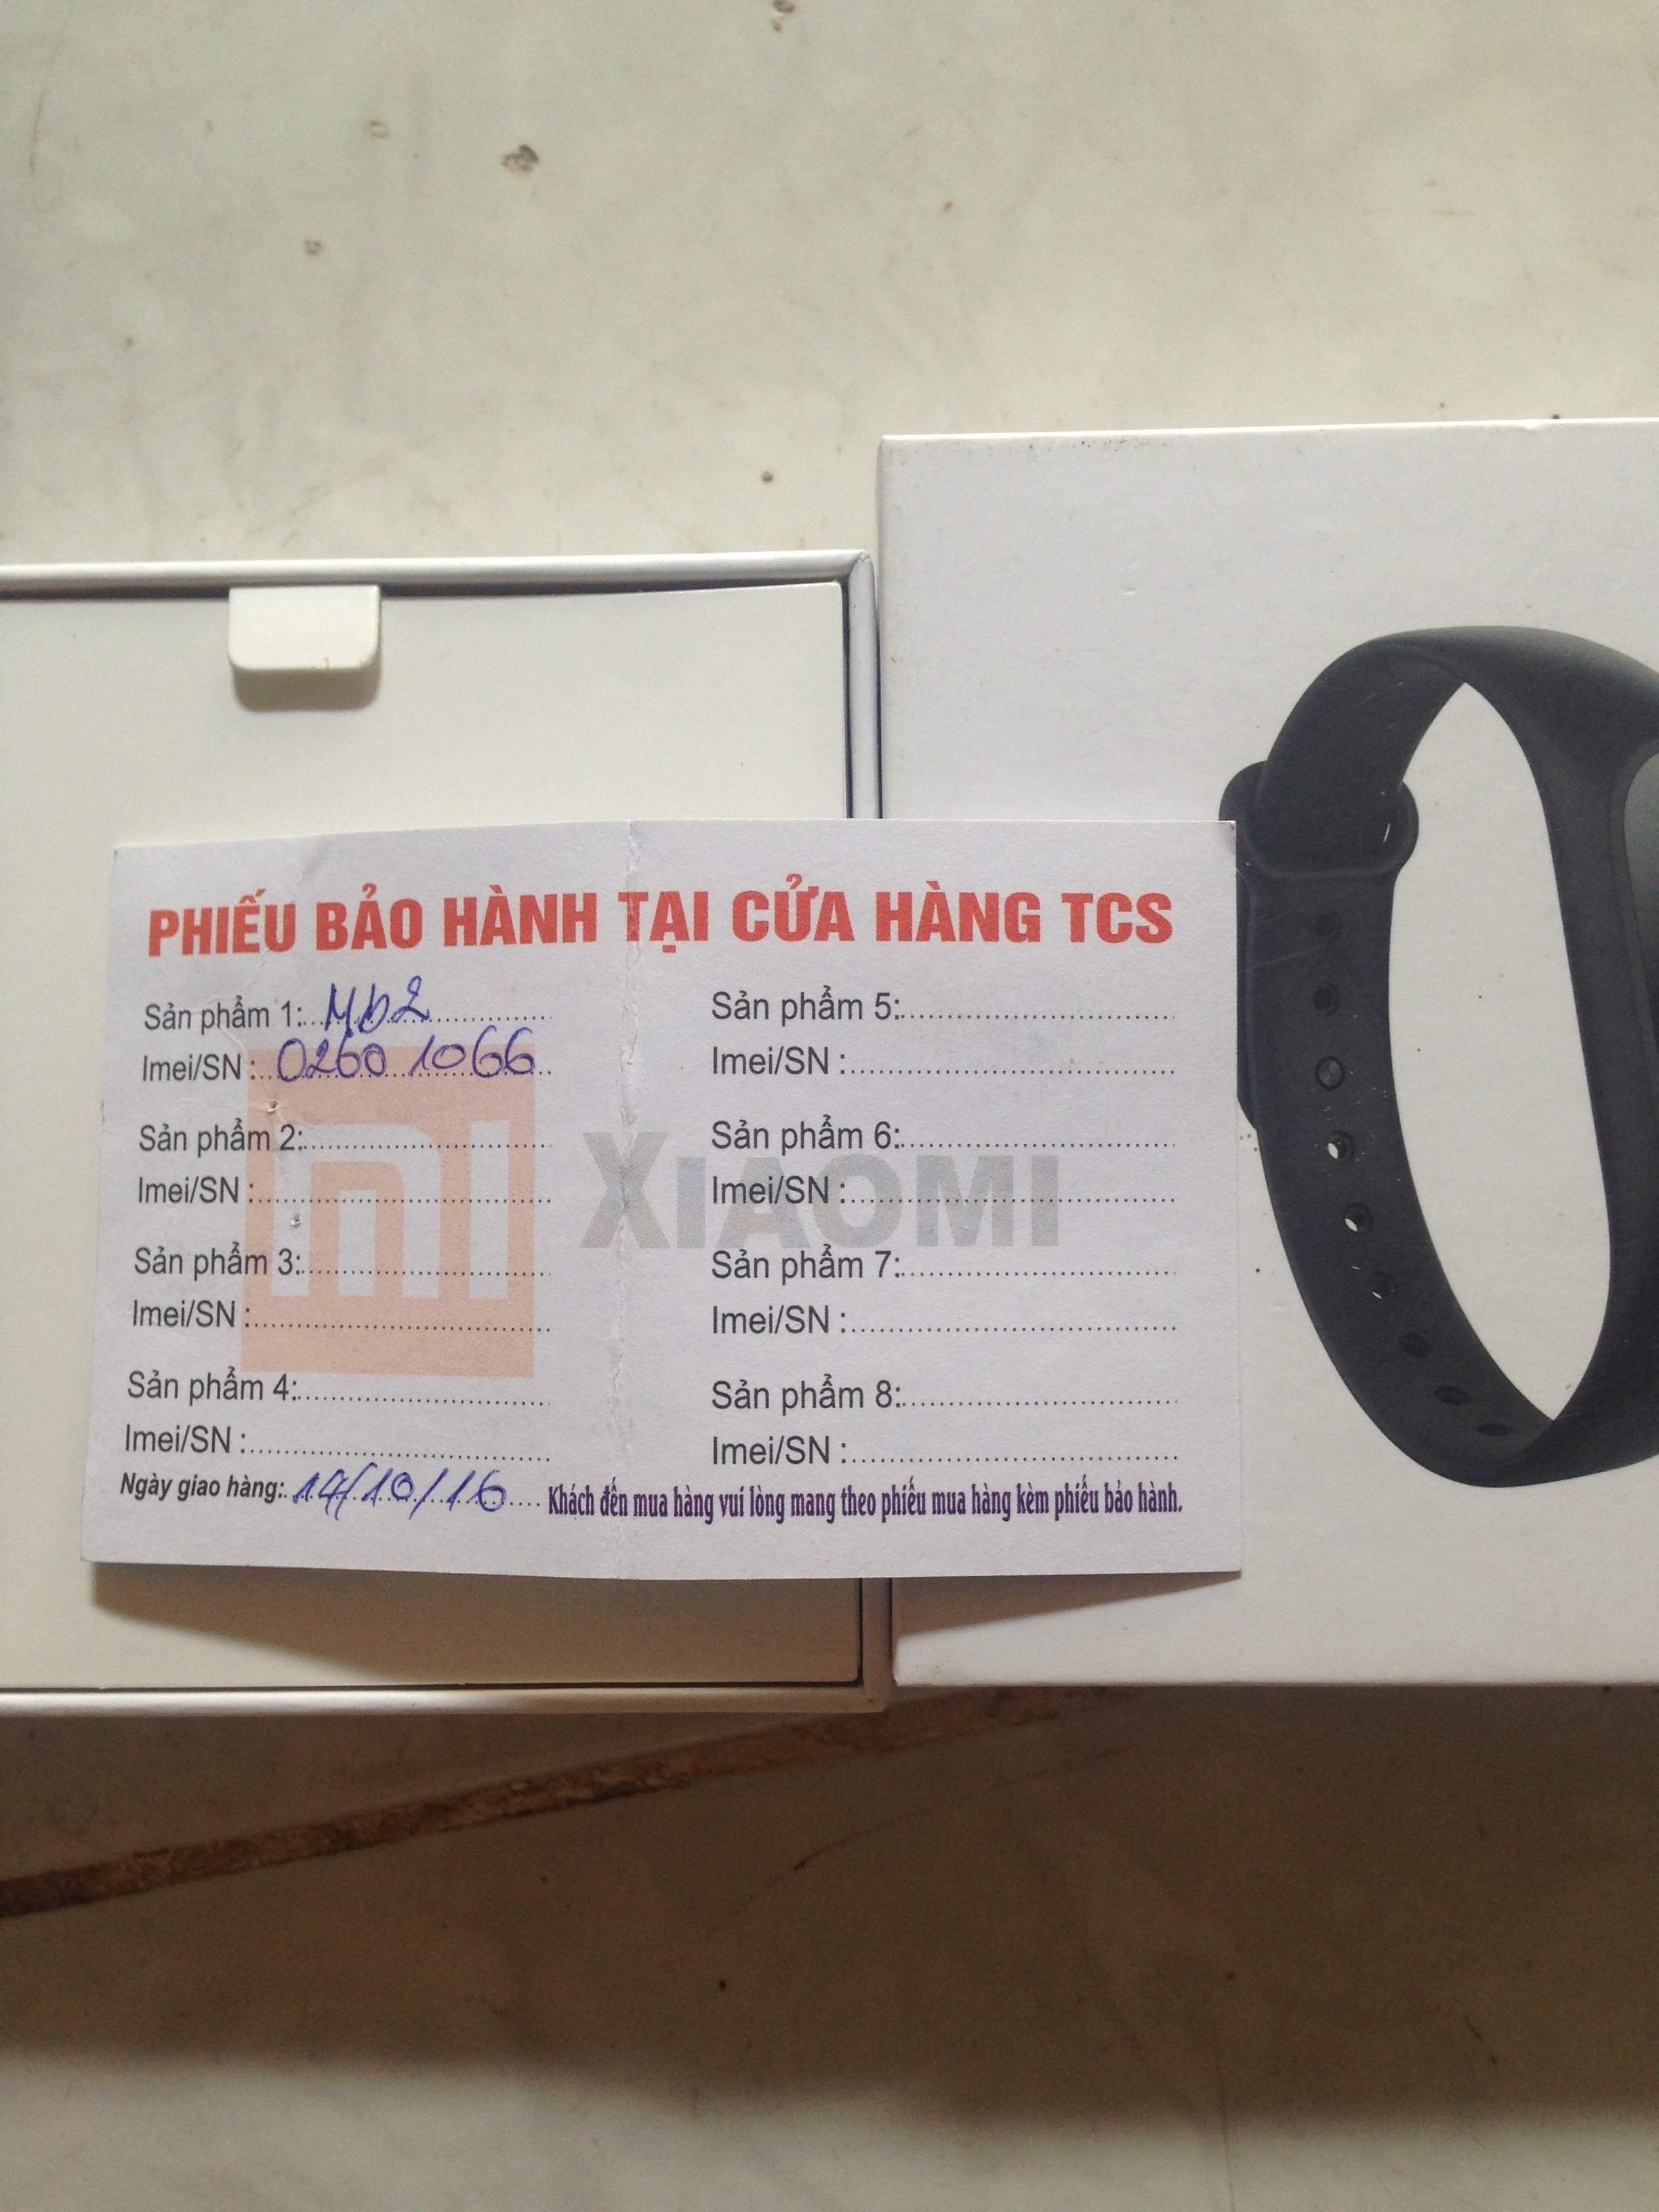 PHIẾU BẢO HÀNH TẠI CỬA HÀNG TCS
Sản phẩm 1: Mb2
Imei/SN : 02601066
Sản phẩm 2:
Imei/SN :
Sản phẩm 3:
Imei/SN :
Sản phẩm 4:
Imei/SN :
Ngày giao hàng: 14/10/16
Sản phẩm 5:
Imei/SN :
Sản phẩm 6:
Imei/SN :
Sản phẩm 7:
Imei/SN :
Sản phẩm 8:
Imei/SN :
Khách đến mua hàng vui lòng mang theo phiếu mua hàng kèm phiếu bảo hành.
XIAOMI